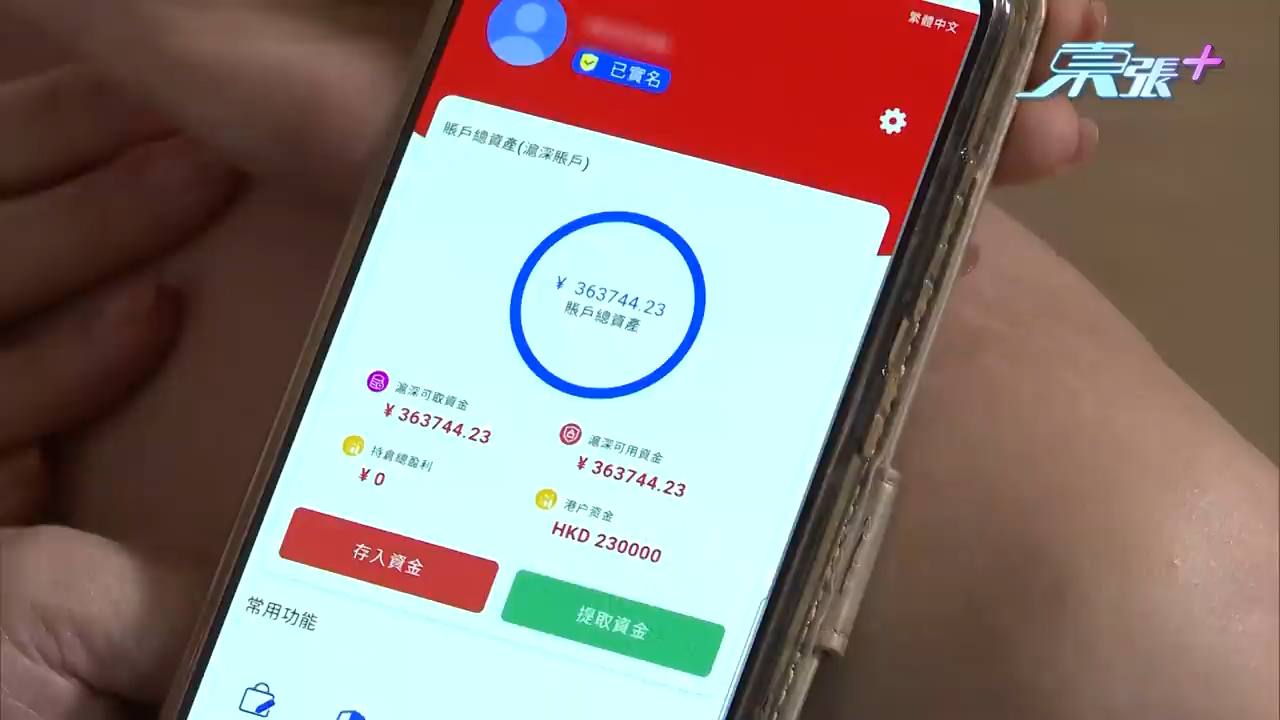 繁體中文
東張+
已實名
賬戶總資產(滬深賬戶)
¥ 363744.23
賬戶總資產
滬深可取資金
¥ 363744.23
滬深可用資金
¥ 363744.23
持倉總盈利
¥ 0
港户资金
HKD 230000
存入資金
提取資金
常用功能